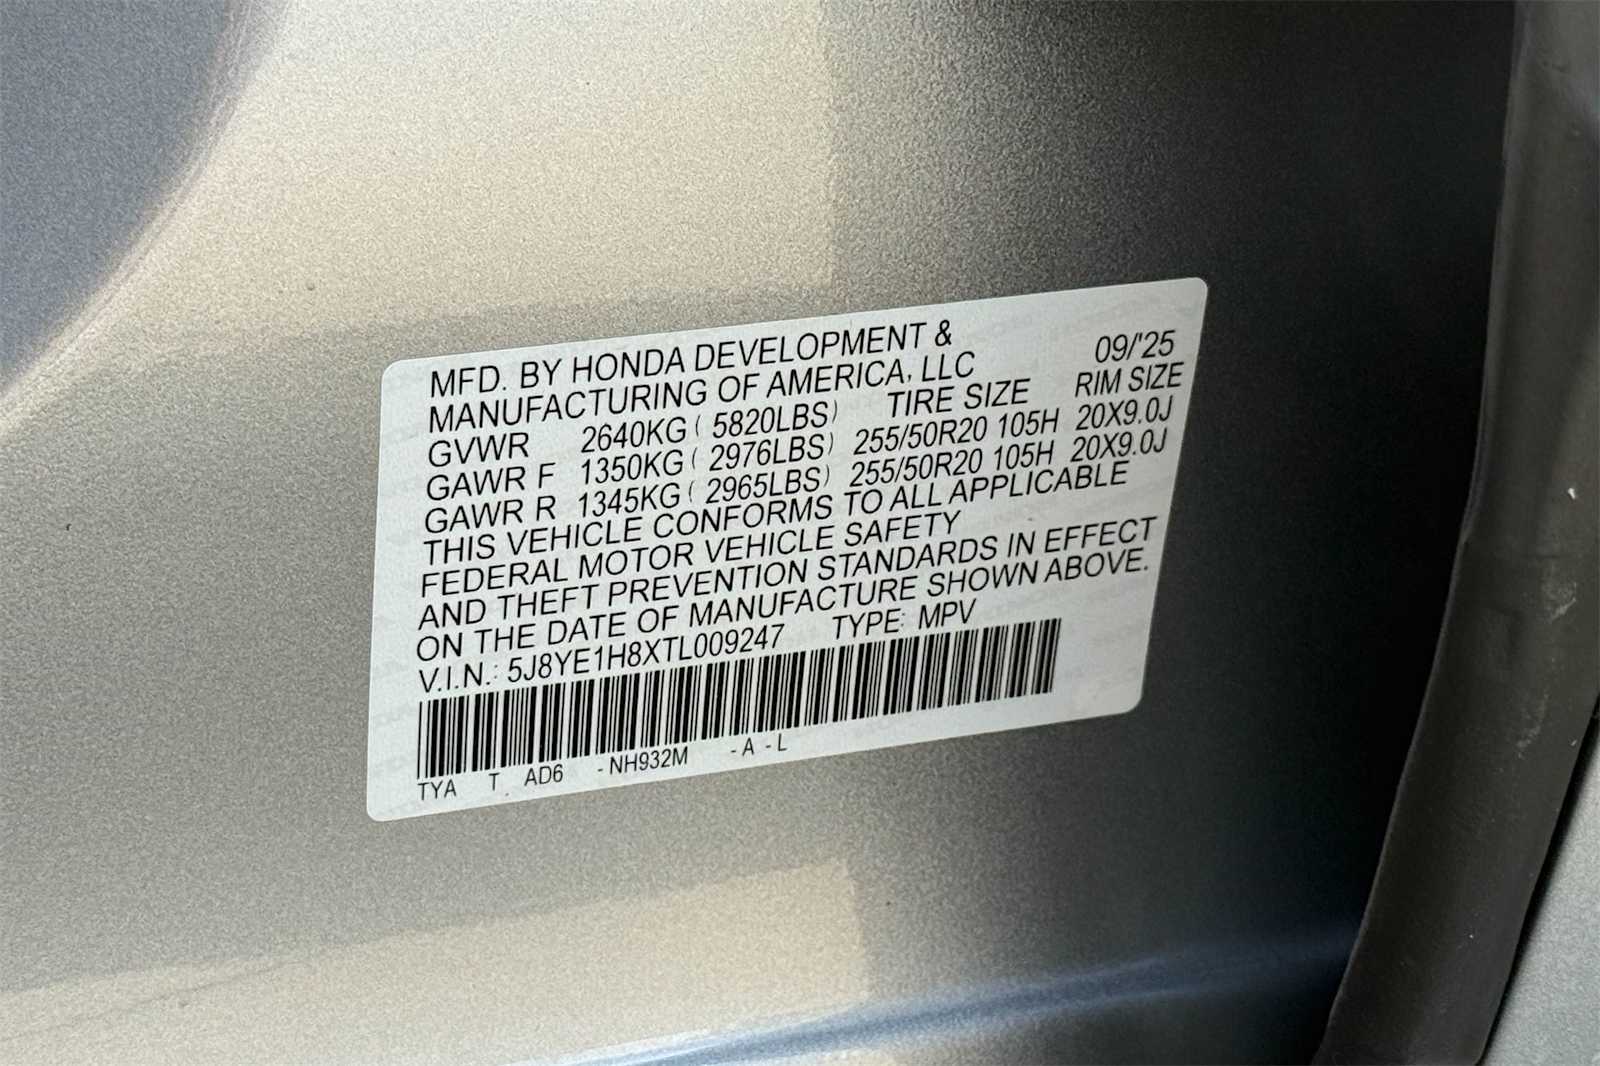 MFD. BY HONDA DEVELOPMENT & 09/'25
MANUFACTURING OF AMERICA, LLC
TIRE SIZE RIM SIZE
GVWR 2640KG ( 5820LBS)
GAWR F 1350KG ( 2976LBS) 255/50R20 105H 20X9.0J
GAWR R 1345KG ( 2965LBS) 255/50R20 105H 20X9.0J
THIS VEHICLE CONFORMS TO ALL APPLICABLE
FEDERAL MOTOR VEHICLE SAFETY
AND THEFT PREVENTION STANDARDS IN EFFECT
ON THE DATE OF MANUFACTURE SHOWN ABOVE.
V.I.N.: 5J8YE1H8XTL009247 TYPE: MPV
TYA T. AD6 -NH932M -A -L